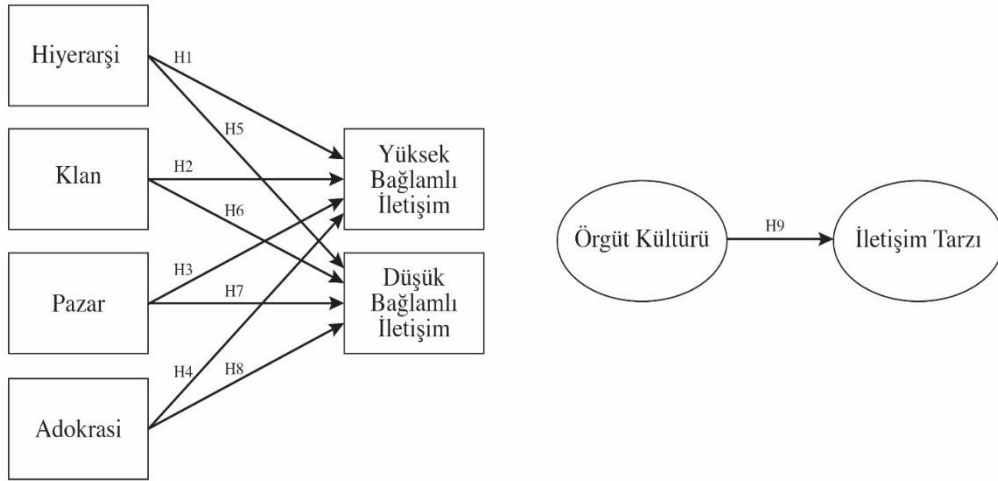 Hiyerarşi
Klan
Pazar
Adokrasi
H1
H5
H2
H6
H3
H7
H4
H8
Yüksek
Bağlamlı
İletişim
Düşük
Bağlamlı
İletişim
Örgüt Kültürü
H9
İletişim Tarzı